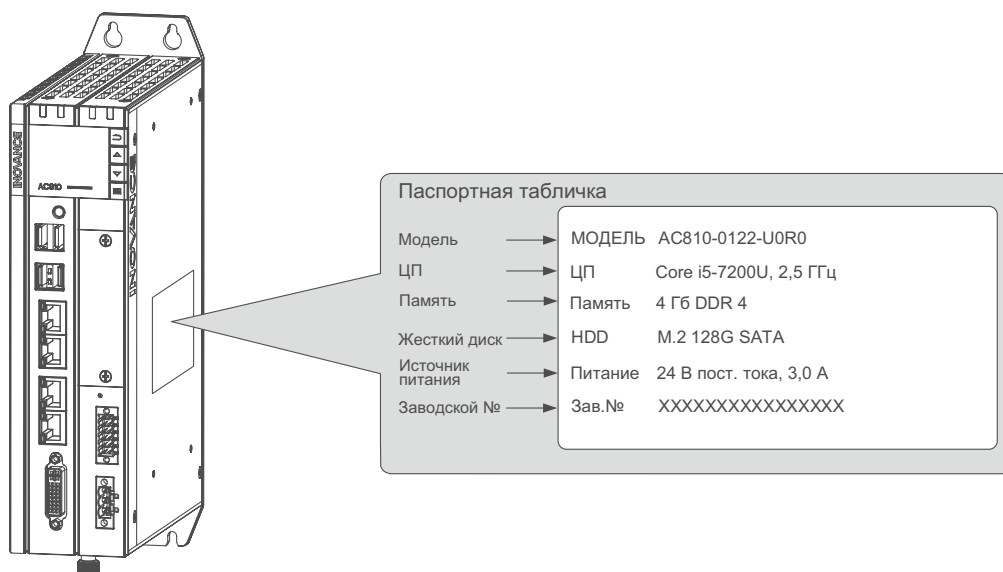 INOVANCE
AC810
INOVANCE
Паспортная табличка
Модель
МОДЕЛЬ AC810-0122-U0R0
ЦП
ЦП Core i5-7200U, 2,5 ГГц
Память
Память 4 Гб DDR 4
Жесткий диск
HDD M.2 128G SATA
Источник
питания
Питание 24 В пост. тока, 3,0 А
Заводской №
Зав.№ XXXXXXXXXXXXXXXX